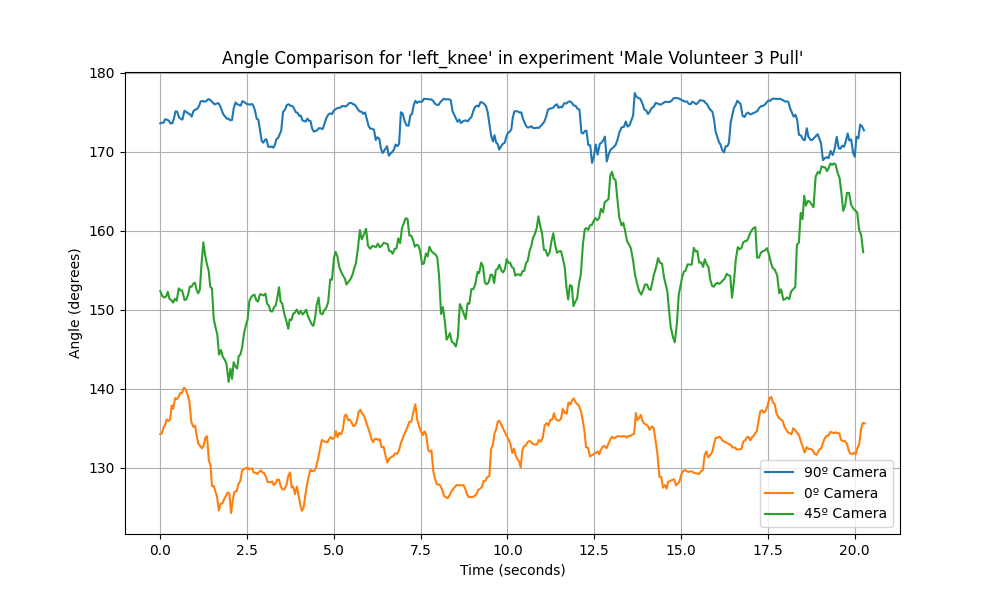 Angle Comparison for 'left_knee' in experiment 'Male Volunteer 3 Pull'
Angle (degrees)
180
170
160
150
140
130
90º Camera
0º Camera
45º Camera
0.0 2.5 5.0 7.5 10.0 12.5 15.0 17.5 20.0
Time (seconds)